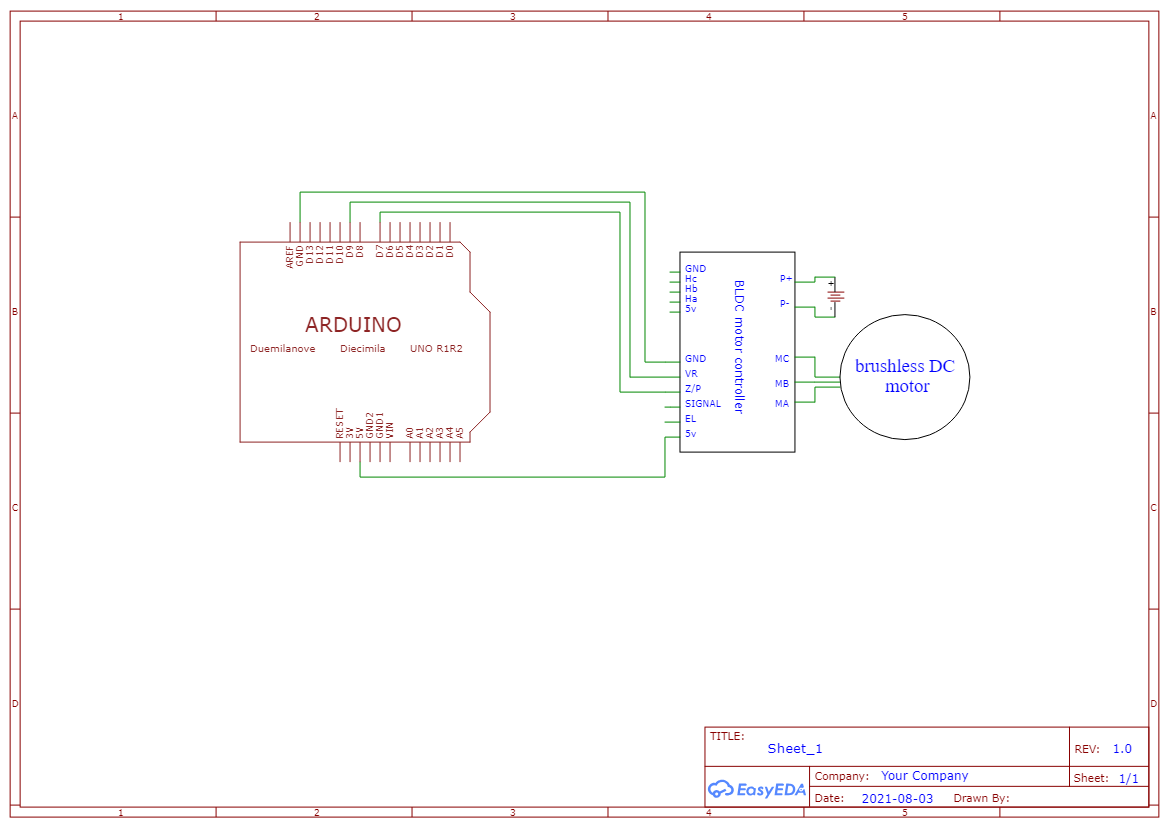 1 2 3 4 5
A A
B B
C C
D D
1 2 3 4 5
AREF
GND
D13
D12
D11
D10
D9
D8
D7
D6
D5
D4
D3
D2
D1
D0
ARDUINO
Duemilanove Diecimila UNO R1R2
RESET
3V
5V
GND2
GND1
VIN
A0
A1
A2
A3
A4
A5
GND
Hc
Hb
Ha
5v
GND
VR
Z/P
SIGNAL
EL
5v
BLDC motor controller
P+
P-
MC
MB
MA
+
-
brushless DC
motor
TITLE:
Sheet_1
REV: 1.0
EasyEDA
Company: Your Company
Sheet: 1/1
Date: 2021-08-03 Drawn By: